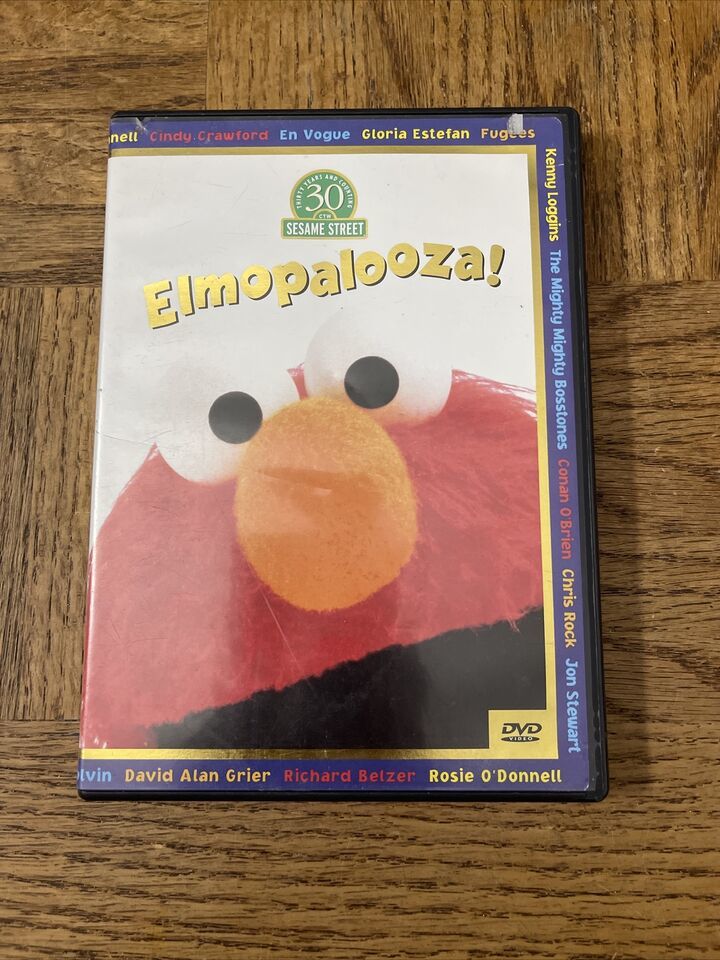 nell Cindy Crawford En Vogue Gloria Estefan Fugees
THIRTY YEARS AND COUNTING
30
CTW
SESAME STREET
Elmopalooza!
Kenny Loggins The Mighty Mighty Bosstones Conan O'Brien Chris Rock Jon Stewart
DVD
VIDEO
lvin David Alan Grier Richard Belzer Rosie O'Donnell